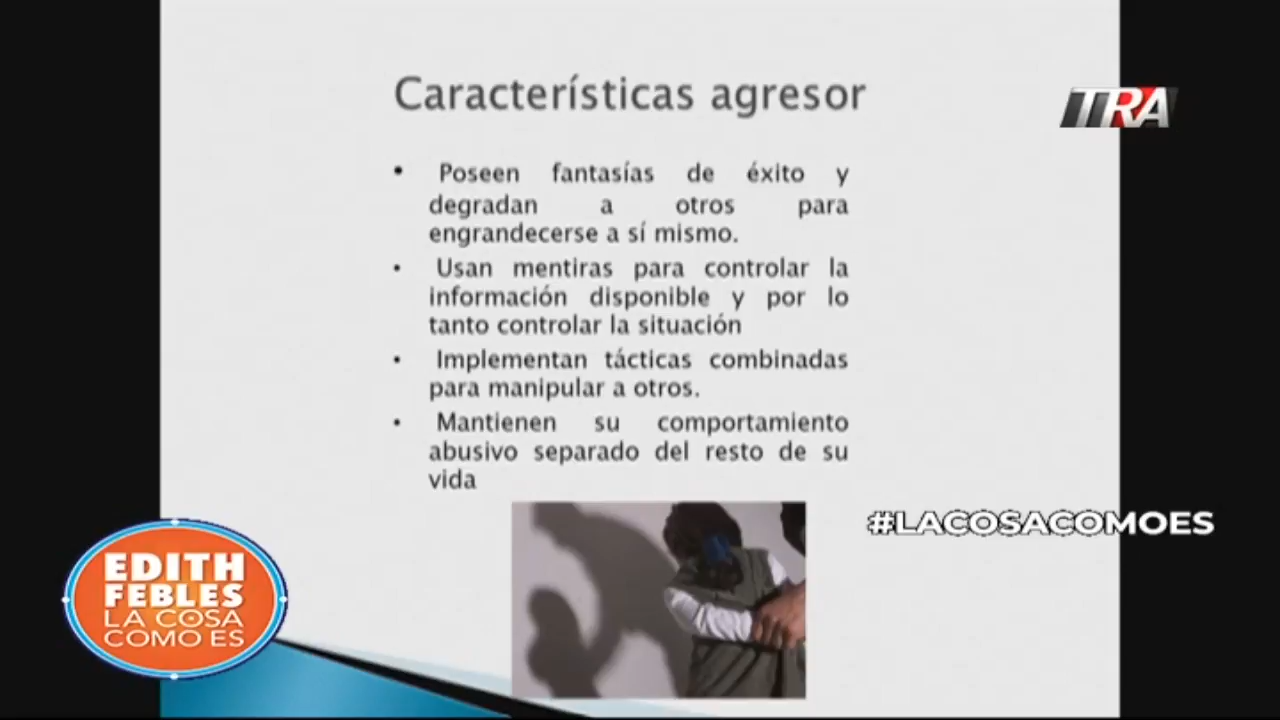 Características agresor
TRA
• Poseen fantasías de éxito y
degradan a otros para
engrandecerse a sí mismo.
• Usan mentiras para controlar la
información disponible y por lo
tanto controlar la situación
• Implementan tácticas combinadas
para manipular a otros.
• Mantienen su comportamiento
abusivo separado del resto de su
vida
#LACOSACOMOES
EDITH
FEBLES
LA COSA
COMO ES